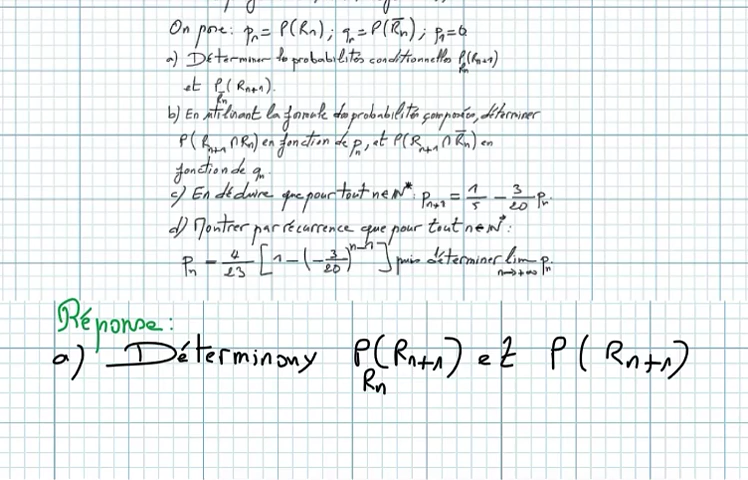 On pose: pₙ = P(Rₙ); qₙ = P(R̅ₙ); p₁=0
a) Déterminer les probabilités conditionnelles P_Rₙ(Rₙ₊₁)
et P_R̅ₙ(Rₙ₊₁).
b) En utilisant la formule des probabilités composées, déterminer
P(Rₙ₊₁ ∩ Rₙ) en fonction de pₙ, et P(Rₙ₊₁ ∩ R̅ₙ) en
fonction de qₙ.
c) En déduire que pour tout n∈ℕ*: pₙ₊₁ = 1/5 - 3/20 pₙ.
d) Montrer par récurrence que pour tout n∈ℕ*:
pₙ = 4/23 [1 - (-3/20)ⁿ⁻¹] puis déterminer lim n→+∞ pₙ.
Réponse:
a) Déterminons P_Rₙ(Rₙ₊₁) et P(Rₙ₊₁)